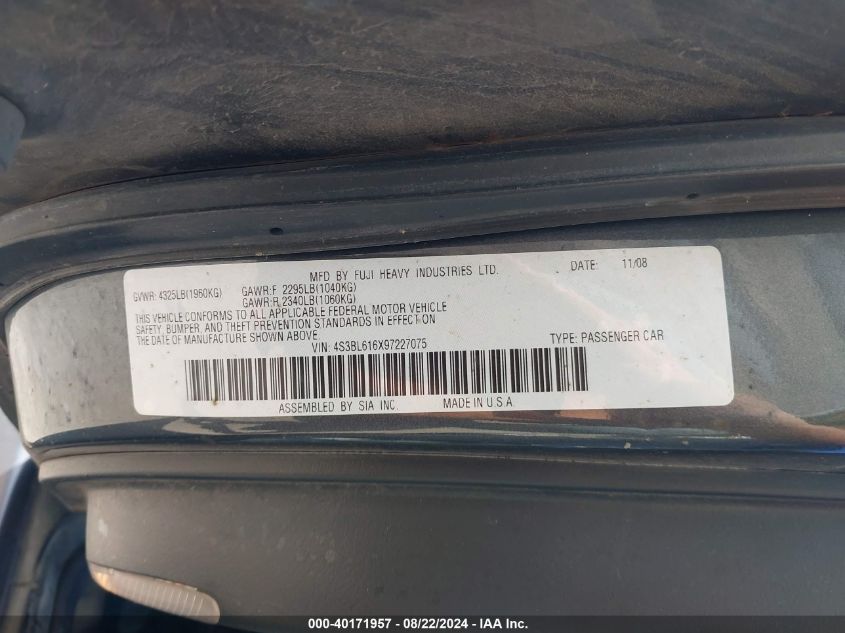 MFD BY FUJI HEAVY INDUSTRIES LTD. DATE: 11/08
GVWR: 4325LB(1960KG) GAWR:F 2295LB(1040KG)
GAWR:R 2340LB(1060KG)
THIS VEHICLE CONFORMS TO ALL APPLICABLE FEDERAL MOTOR VEHICLE
SAFETY, BUMPER, AND THEFT PREVENTION STANDARDS IN EFFECT ON
THE DATE OF MANUFACTURE SHOWN ABOVE
VIN: 4S3BL616X97227075 TYPE: PASSENGER CAR
ASSEMBLED BY SIA INC. MADE IN U.S.A.
000-40171957 - 08/22/2024 - IAA Inc.